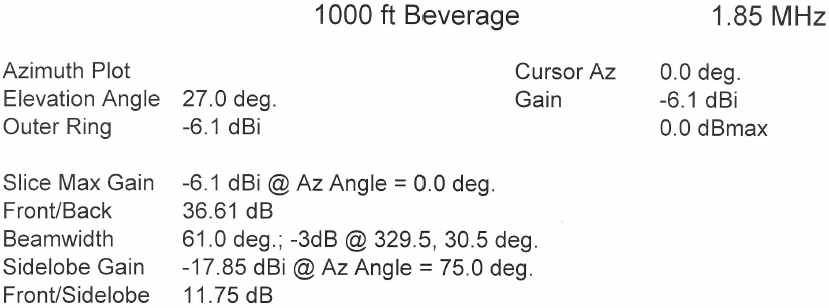 1000 ft Beverage 1.85 MHz
Azimuth Plot Cursor Az 0.0 deg.
Elevation Angle 27.0 deg. Gain -6.1 dBi
Outer Ring -6.1 dBi 0.0 dBmax
Slice Max Gain -6.1 dBi @ Az Angle = 0.0 deg.
Front/Back 36.61 dB
Beamwidth 61.0 deg.; -3dB @ 329.5, 30.5 deg.
Sidelobe Gain -17.85 dBi @ Az Angle = 75.0 deg.
Front/Sidelobe 11.75 dB